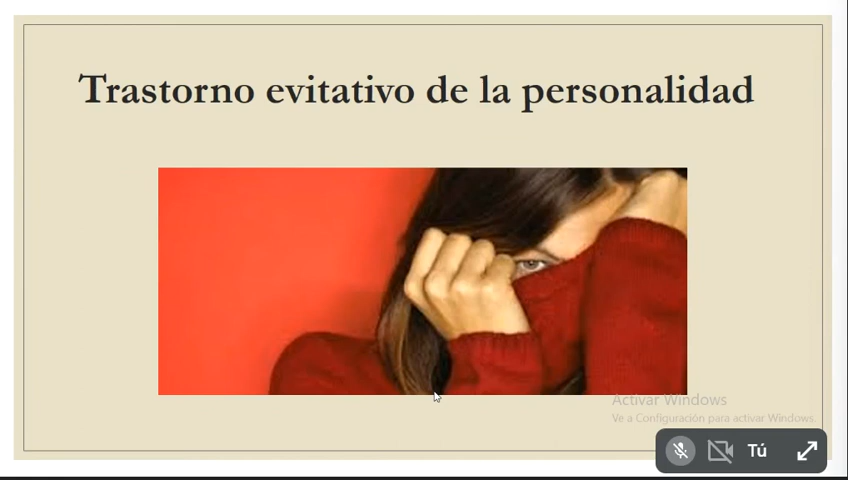 Trastorno evitativo de la personalidad
Activar Windows
Ve a Configuración para activar Windows.
Tú